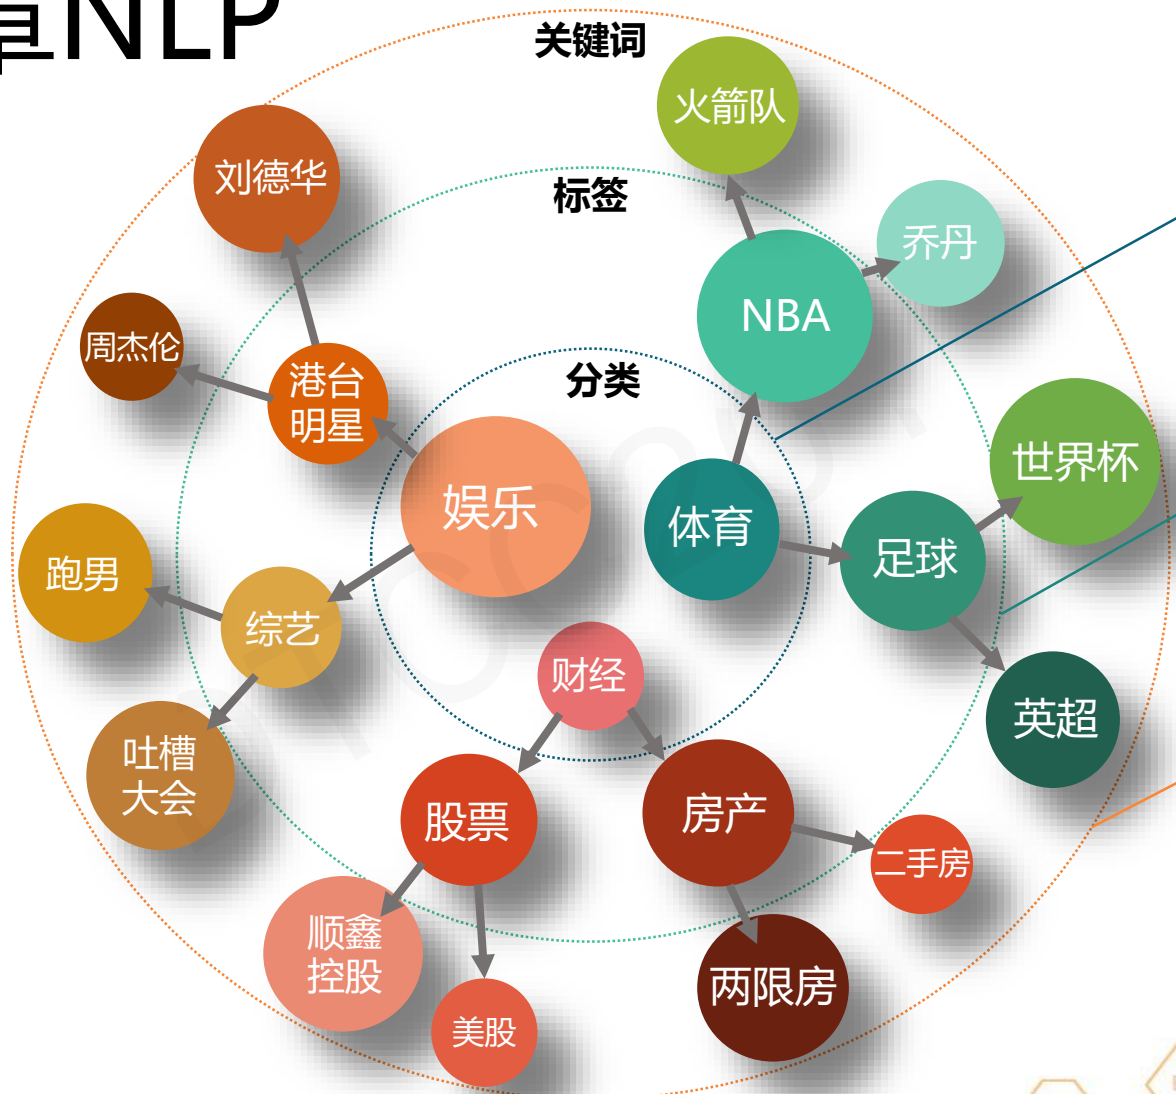 NLP
关键词
火箭队
刘德华
标签
乔丹
NBA
周杰伦
港台
明星
分类
世界杯
娱乐
体育
足球
跑男
综艺
财经
英超
吐槽
大会
股票
房产
二手房
顺鑫
控股
两限房
美股